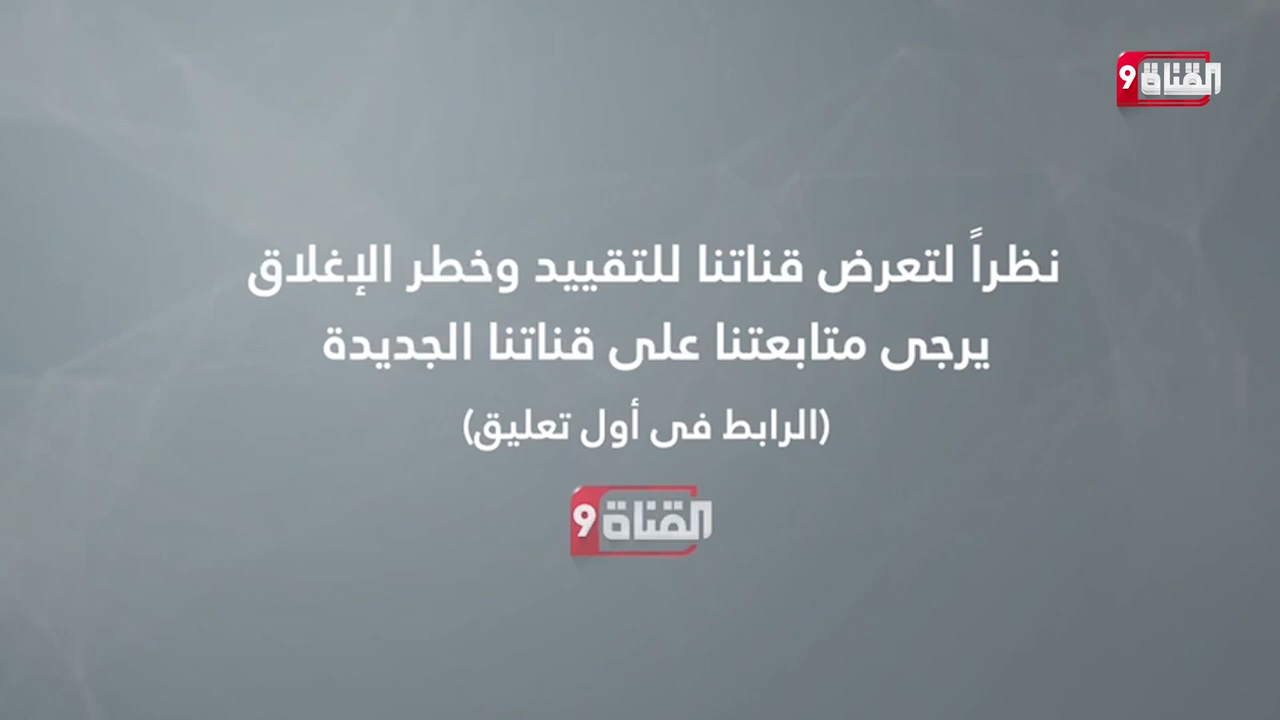 القناة 9
نظراً لتعرض قناتنا للتقييد وخطر الإغلاق
يرجى متابعتنا على قناتنا الجديدة
(الرابط فى أول تعليق)
القناة 9